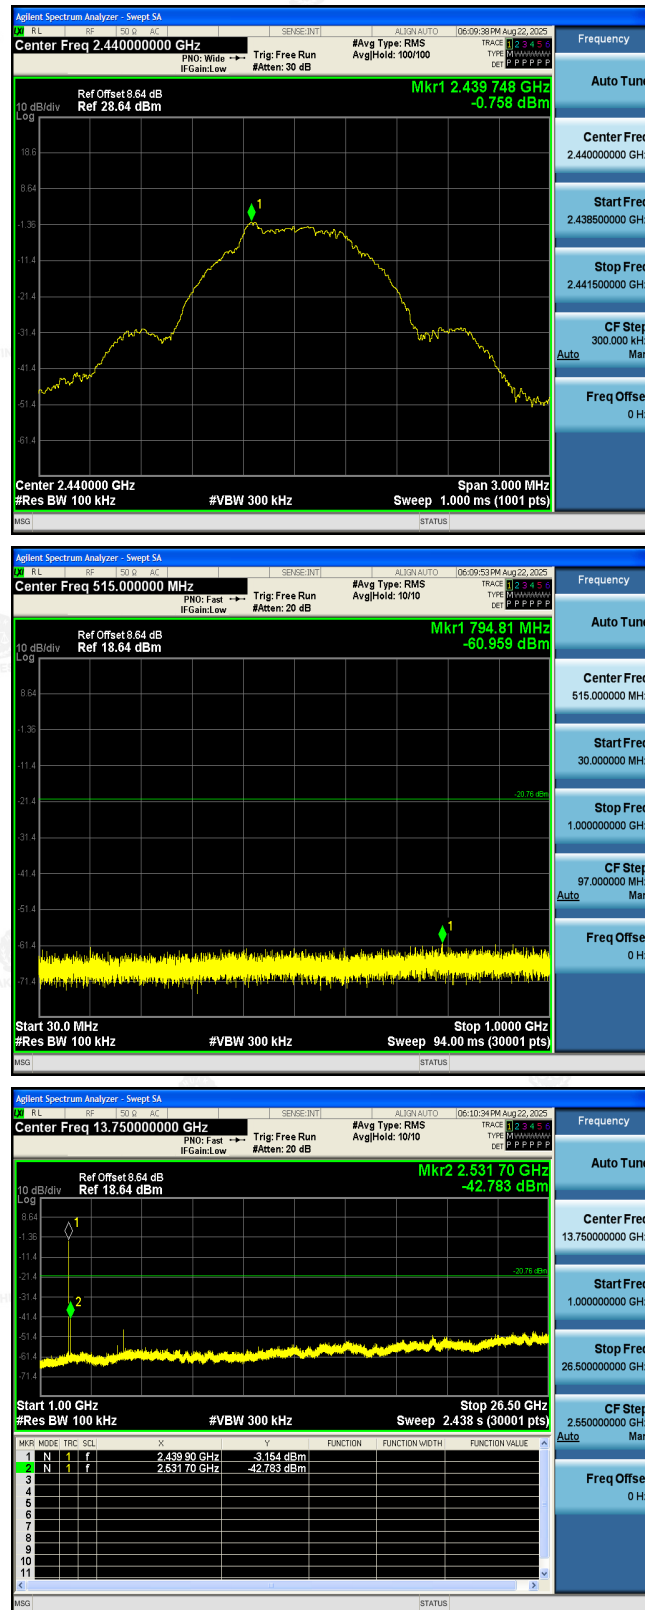 Agilent Spectrum Analyzer - Swept SA
LXI RL RF 50 Ω AC SENSE:INT ALIGN AUTO 06:09:38 PM Aug 22, 2025
Center Freq 2.440000000 GHz #Avg Type: RMS TRACE 1 2 3 4 5 6
PNO: Wide Trig: Free Run Avg|Hold: 100/100 TYPE M
IFGain:Low #Atten: 30 dB DET P P P P P P
Mkr1 2.439 748 GHz
-0.758 dBm
Ref Offset 8.64 dB
10 dB/div Ref 28.64 dBm
Log
18.6
8.64
-1.36
-11.4
-21.4
-31.4
-41.4
-51.4
-61.4
1
Center 2.440000 GHz Span 3.000 MHz
#Res BW 100 kHz #VBW 300 kHz Sweep 1.000 ms (1001 pts)
MSG STATUS
Frequency
Auto Tune
Center Freq
2.440000000 GHz
Start Freq
2.438500000 GHz
Stop Freq
2.441500000 GHz
CF Step
300.000 kHz
Auto Man
Freq Offset
0 Hz
Agilent Spectrum Analyzer - Swept SA
LXI RL RF 50 Ω AC SENSE:INT ALIGN AUTO 06:09:53 PM Aug 22, 2025
Center Freq 515.000000 MHz #Avg Type: RMS TRACE 1 2 3 4 5 6
PNO: Fast Trig: Free Run Avg|Hold: 10/10 TYPE M
IFGain:Low #Atten: 20 dB DET P P P P P P
Mkr1 794.81 MHz
-60.959 dBm
Ref Offset 8.64 dB
10 dB/div Ref 18.64 dBm
Log
8.64
-1.36
-11.4
-21.4
-31.4
-41.4
-51.4
-61.4
-71.4
-20.76 dBm
1
Start 30.0 MHz Stop 1.0000 GHz
#Res BW 100 kHz #VBW 300 kHz Sweep 94.00 ms (30001 pts)
MSG STATUS
Frequency
Auto Tune
Center Freq
515.000000 MHz
Start Freq
30.000000 MHz
Stop Freq
1.000000000 GHz
CF Step
97.000000 MHz
Auto Man
Freq Offset
0 Hz
Agilent Spectrum Analyzer - Swept SA
LXI RL RF 50 Ω AC SENSE:INT ALIGN AUTO 06:10:34 PM Aug 22, 2025
Center Freq 13.750000000 GHz #Avg Type: RMS TRACE 1 2 3 4 5 6
PNO: Fast Trig: Free Run Avg|Hold: 10/10 TYPE M
IFGain:Low #Atten: 20 dB DET P P P P P P
Mkr2 2.531 70 GHz
-42.783 dBm
Ref Offset 8.64 dB
10 dB/div Ref 18.64 dBm
Log
8.64
-1.36
-11.4
-21.4
-31.4
-41.4
-51.4
-61.4
-71.4
-20.76 dBm
1
2
Start 1.00 GHz Stop 26.50 GHz
#Res BW 100 kHz #VBW 300 kHz Sweep 2.438 s (30001 pts)
MKR MODE TRC SCL X Y FUNCTION FUNCTION WIDTH FUNCTION VALUE
1 N 1 f 2.439 90 GHz -3.154 dBm
2 N 1 f 2.531 70 GHz -42.783 dBm
3
4
5
6
7
8
9
10
11
MSG STATUS
Frequency
Auto Tune
Center Freq
13.750000000 GHz
Start Freq
1.000000000 GHz
Stop Freq
26.500000000 GHz
CF Step
2.550000000 GHz
Auto Man
Freq Offset
0 Hz